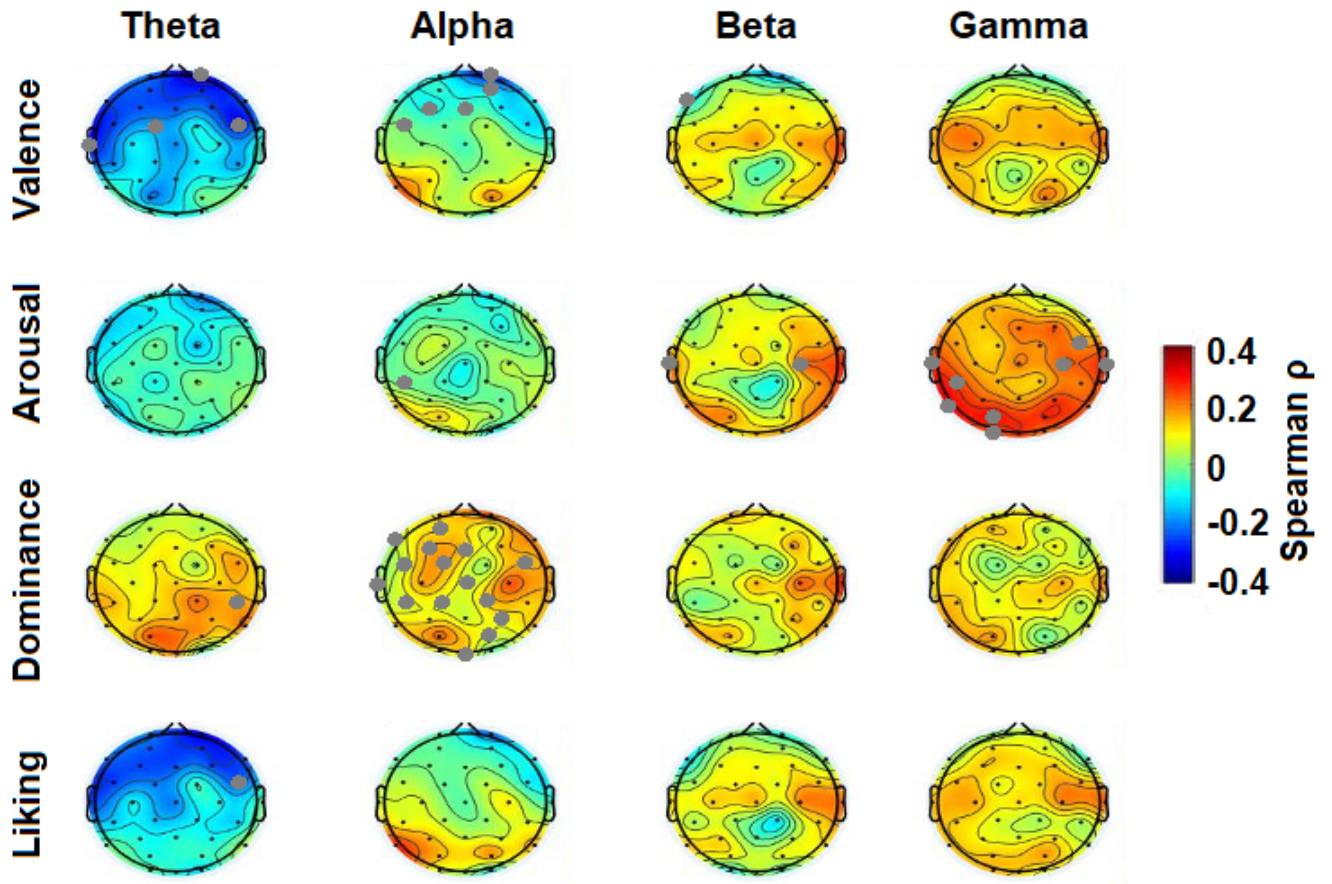 Theta Alpha Beta Gamma
Valence
Arousal
Dominance
Liking
0.4
0.2
0
-0.2
-0.4
Spearman ρ